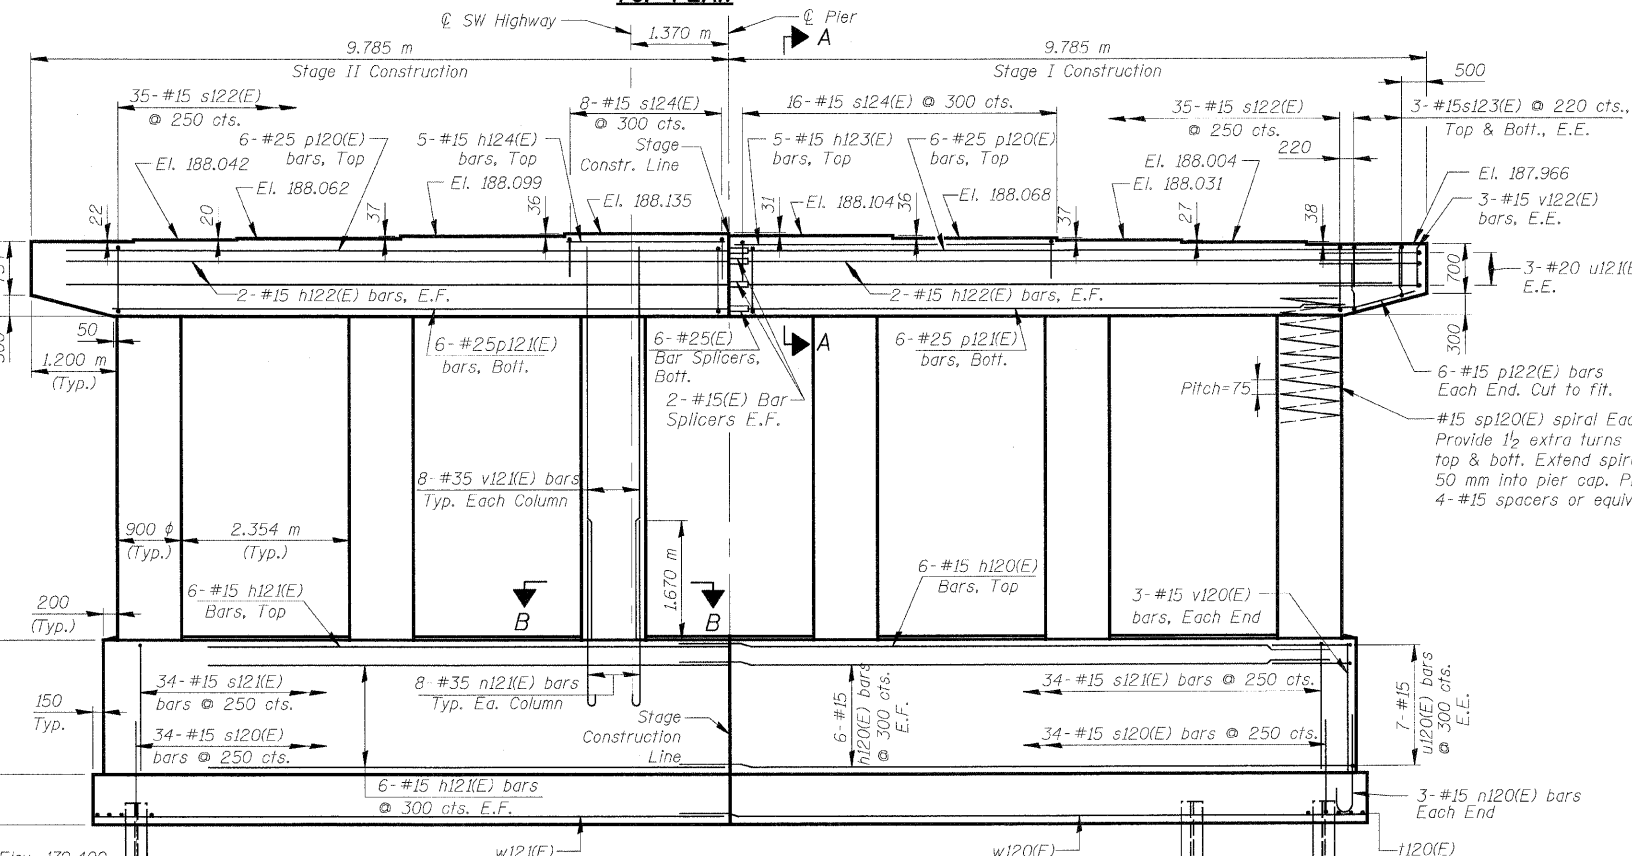 ℄ SW Highway
℄ Pier
1.370 m
A
9.785 m
9.785 m
Stage II Construction
Stage I Construction
500
35-#15 s122(E)
@ 250 cts.
8-#15 s124(E)
@ 300 cts.
16-#15 s124(E) @ 300 cts.
35-#15 s122(E)
@ 250 cts.
3-#15s123(E) @ 220 cts.,
Top & Bott., E.E.
6-#25 p120(E)
bars, Top
5-#15 h124(E)
bars, Top
Stage
Constr. Line
5-#15 h123(E)
bars, Top
6-#25 p120(E)
bars, Top
220
El. 188.042
El. 188.062
El. 188.099
El. 188.135
El. 188.104
El. 188.068
El. 188.004
El. 188.031
El. 187.966
3-#15 v122(E)
bars, E.E.
22
20
37
36
31
36
37
27
38
700
3-#20 u121(E
E.E.
2-#15 h122(E) bars, E.F.
2-#15 h122(E) bars, E.F.
50
1.200 m
(Typ.)
6-#25p121(E)
bars, Bott.
6-#25(E)
Bar Splicers,
Bott.
A
6-#25 p121(E)
bars, Bott.
300
2-#15(E) Bar
Splicers E.F.
Pitch=75
6-#15 p122(E) bars
Each End. Cut to fit.
#15 sp120(E) spiral Eac
Provide 1½ extra turns
top & bott. Extend spir
50 mm into pier cap. P
4-#15 spacers or equiv
8-#35 v121(E) bars
Typ. Each Column
900 ϕ
(Typ.)
2.354 m
(Typ.)
1.670 m
6-#15 h121(E)
Bars, Top
B
B
6-#15 h120(E)
Bars, Top
3-#15 v120(E)
bars, Each End
200
(Typ.)
34-#15 s121(E)
bars @ 250 cts.
8-#35 n121(E) bars
Typ. Ea. Column
6-#15
h120(E) bars
@ 300 cts.
E.F.
34-#15 s121(E) bars @ 250 cts.
7-#15
u120(E) bars
@ 300 cts.
E.E.
150
Typ.
Stage
Construction
Line
34-#15 s120(E)
bars @ 250 cts.
34-#15 s120(E) bars @ 250 cts.
6-#15 h121(E) bars
@ 300 cts. E.F.
3-#15 n120(E) bars
Each End
w121(E)
w120(E)
t120(E)